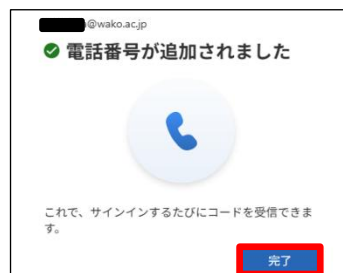 @wako.ac.jp
電話番号が追加されました
これで、サインインするたびにコードを受信できま
す。
完了